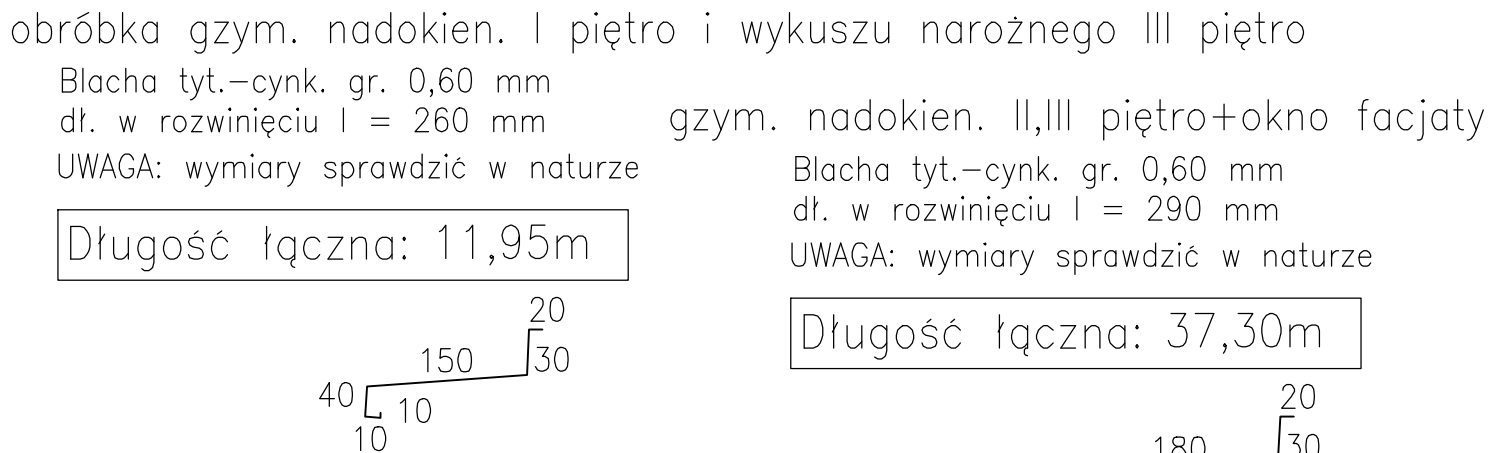 obróbka gzym. nadokien. I piętro i wykuszu narożnego III piętro
Blacha tyt.-cynk. gr. 0,60 mm
dł. w rozwinięciu l = 260 mm
UWAGA: wymiary sprawdzić w naturze
Długość łączna: 11,95m
20
150
30
40
10
10
gzym. nadokien. II,III piętro+okno facjaty
Blacha tyt.-cynk. gr. 0,60 mm
dł. w rozwinięciu l = 290 mm
UWAGA: wymiary sprawdzić w naturze
Długość łączna: 37,30m
20
180
30